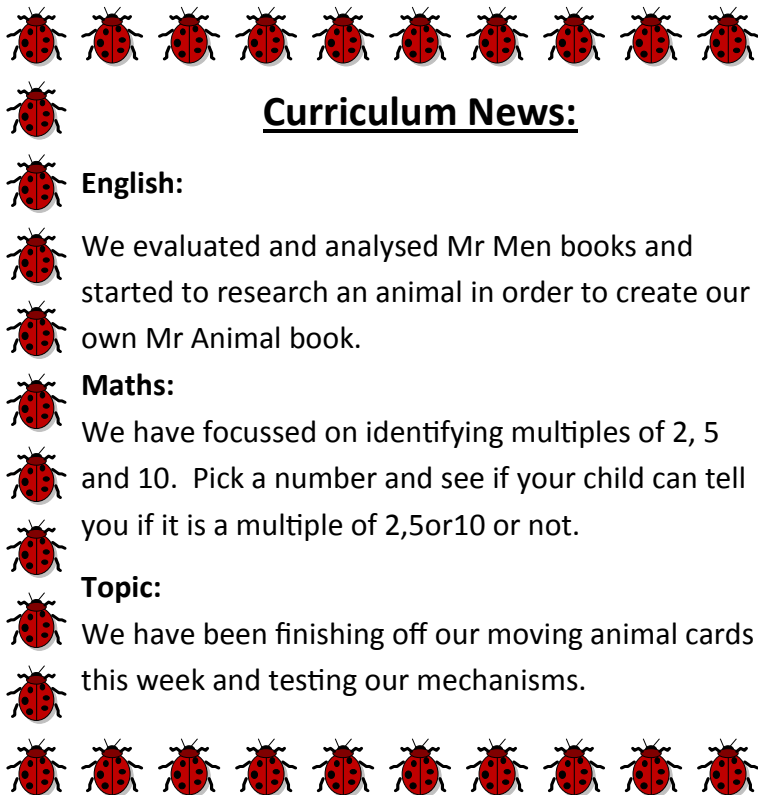 Curriculum News:
English:
We evaluated and analysed Mr Men books and
started to research an animal in order to create our
own Mr Animal book.
Maths:
We have focussed on identifying multiples of 2, 5
and 10.  Pick a number and see if your child can tell
you if it is a multiple of 2,5or10 or not.
Topic:
We have been finishing off our moving animal cards
this week and testing our mechanisms.